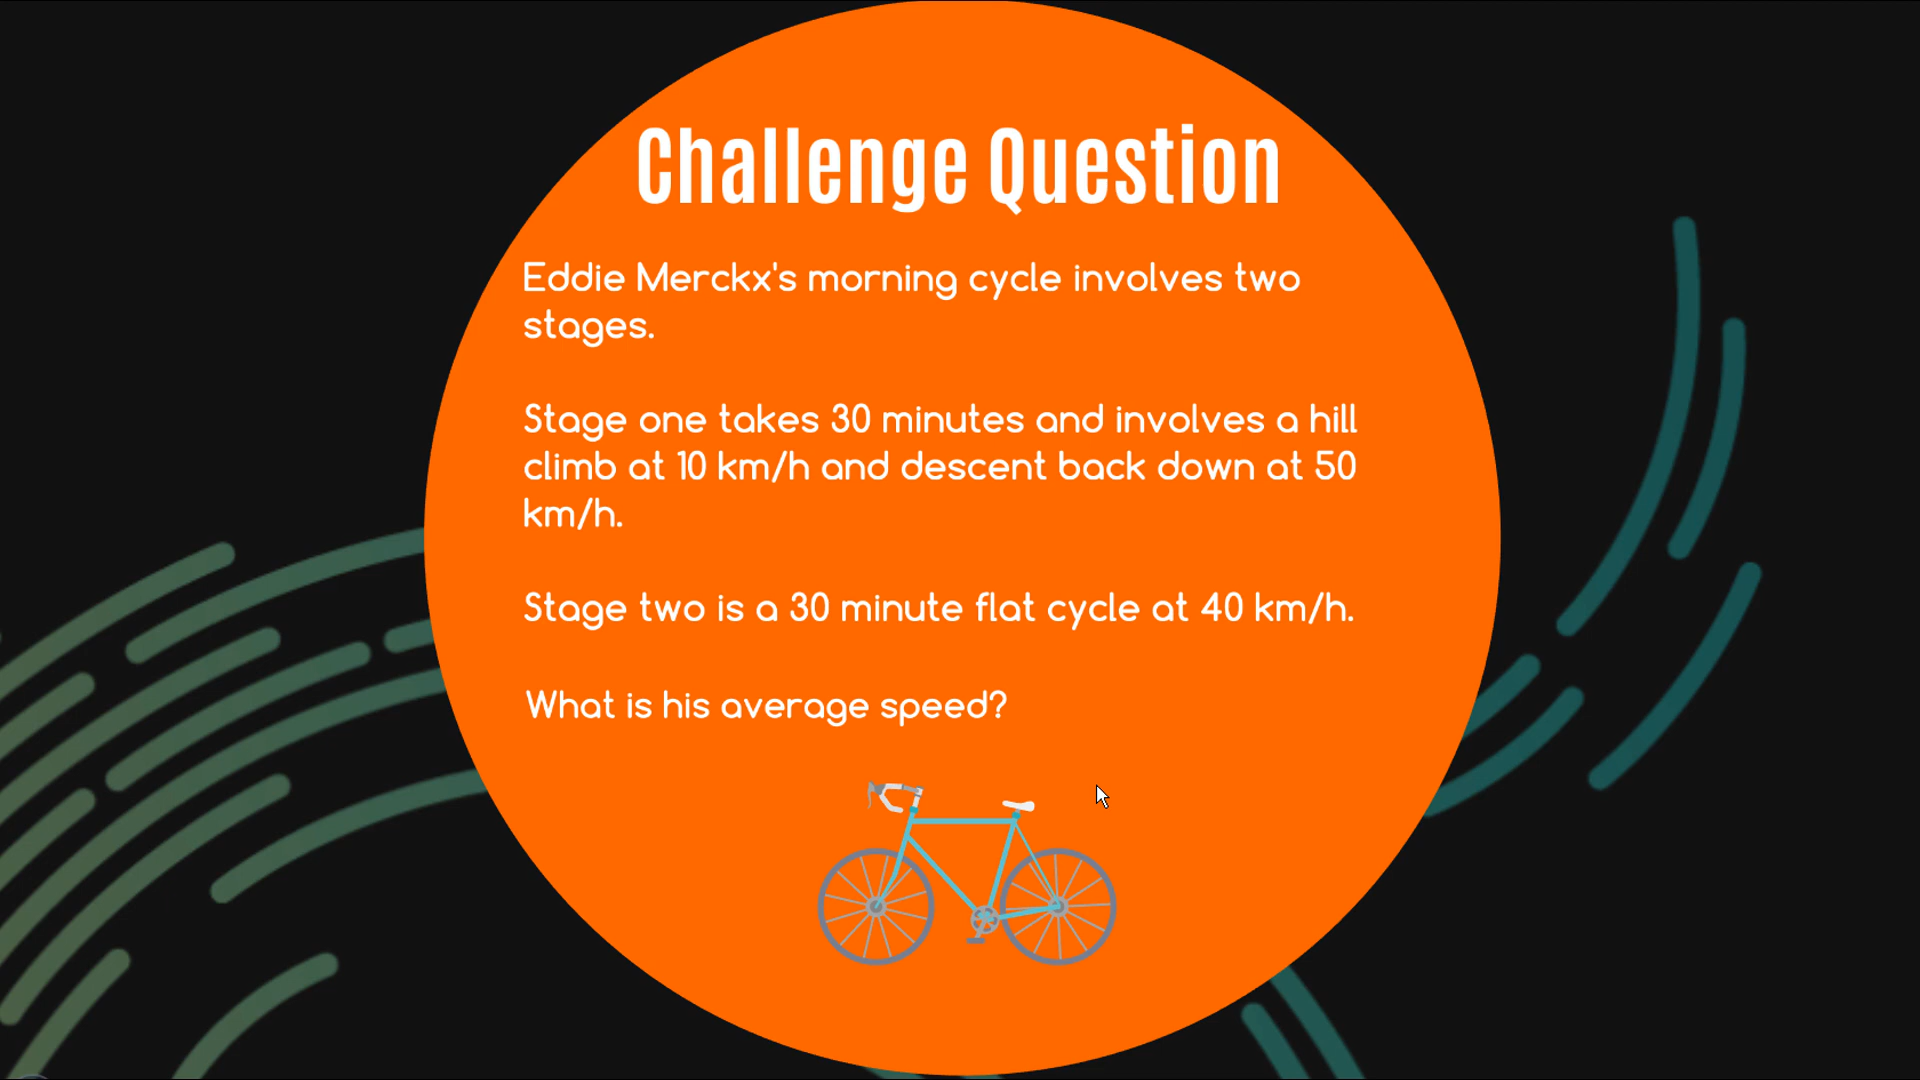 Challenge Question
Eddie Merckx's morning cycle involves two
stages.
Stage one takes 30 minutes and involves a hill
climb at 10 km/h and descent back down at 50
km/h.
Stage two is a 30 minute flat cycle at 40 km/h.
What is his average speed?